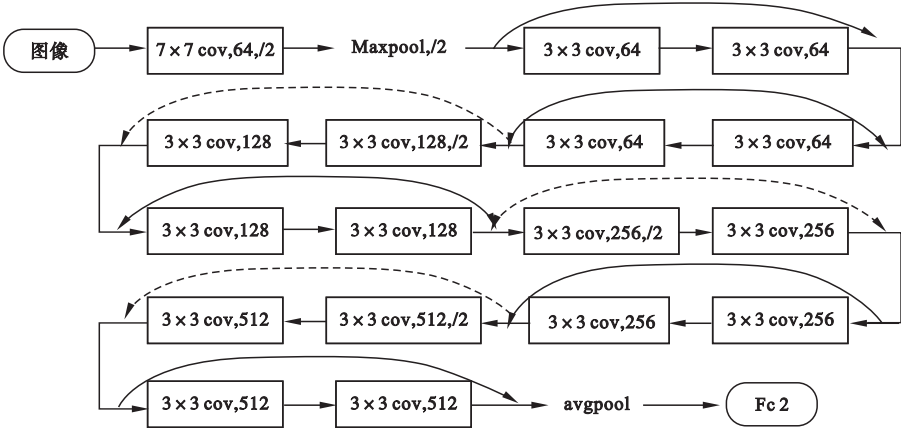 图像
7×7 cov,64,/2
Maxpool,/2
3×3 cov,64
3×3 cov,64
3×3 cov,64
3×3 cov,64
3×3 cov,128,/2
3×3 cov,128
3×3 cov,128
3×3 cov,128
3×3 cov,256,/2
3×3 cov,256
3×3 cov,256
3×3 cov,256
3×3 cov,512,/2
3×3 cov,512
3×3 cov,512
3×3 cov,512
avgpool
Fc 2